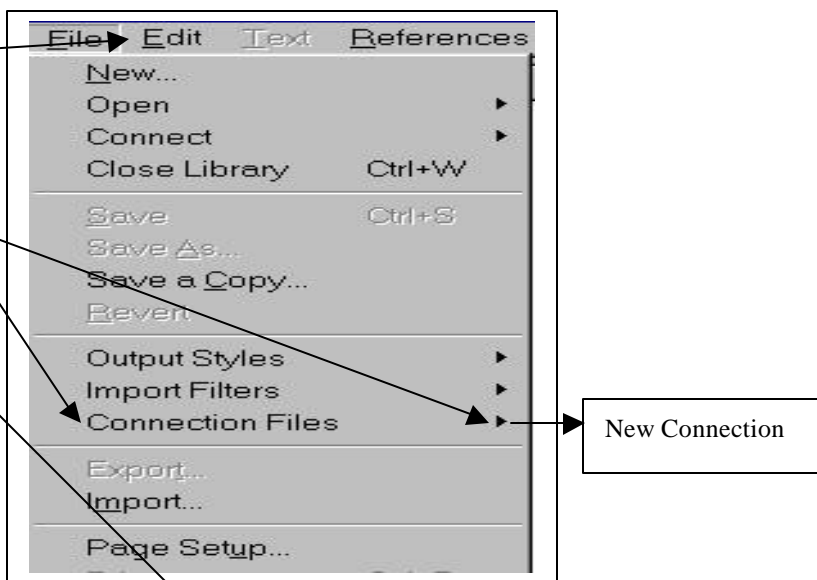 File Edit Text References
New...
Open
Connect
Close Library Ctrl+W
Save Ctrl+S
Save As...
Save a Copy...
Revert
Output Styles
Import Filters
Connection Files
New Connection
Export...
Import...
Page Setup...